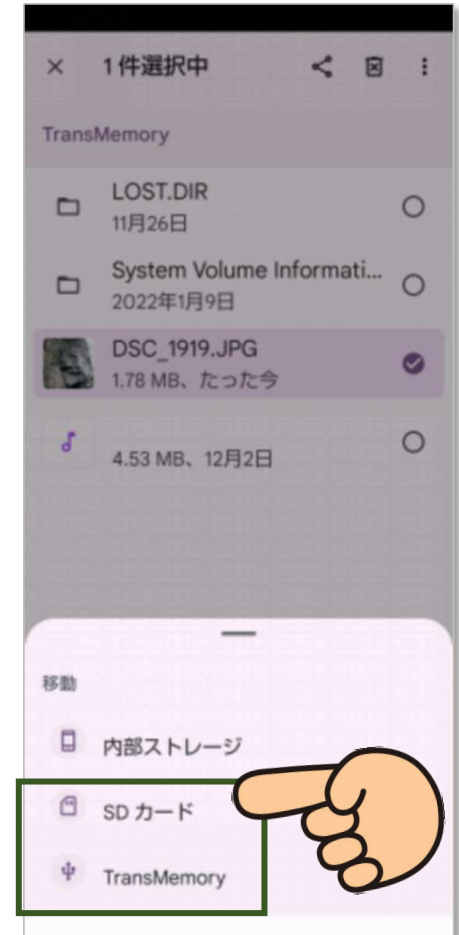 1件選択中
TransMemory
LOST.DIR
11月26日
System Volume Informati...
2022年1月9日
DSC_1919.JPG
1.78 MB、たった今
4.53 MB、12月2日
移動
内部ストレージ
SD カード
TransMemory